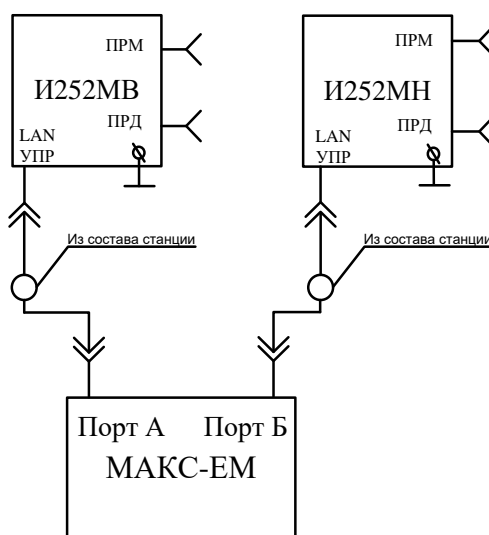 ПРМ
И252МВ
ПРД
LAN
УПР
ПРМ
И252МН
ПРД
LAN
УПР
Из состава станции
Из состава станции
Порт А Порт Б
МАКС-ЕМ